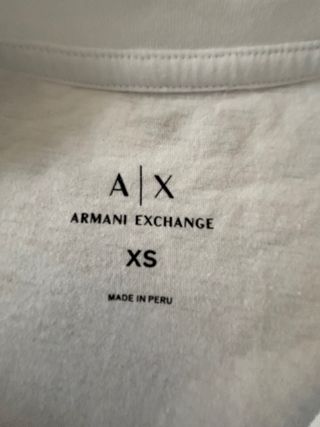 A|X
ARMANI EXCHANGE
XS
MADE IN PERU